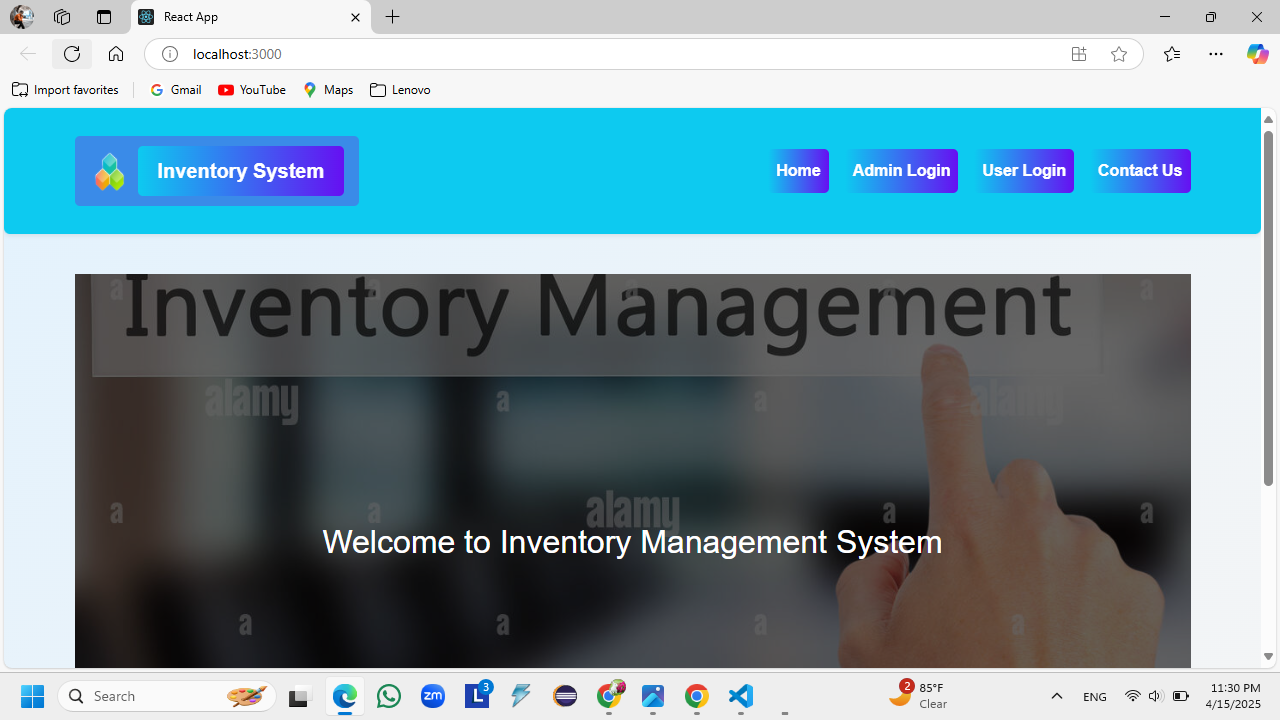 React App
localhost:3000
Import favorites
Gmail
YouTube
Maps
Lenovo
Inventory System
Home
Admin Login
User Login
Contact Us
Inventory Management
a a a a a
alamy a a alamy
a a alamy a a
Welcome to Inventory Management System
a a a a
Search
zm
L 3
2
85°F
Clear
ENG
11:30 PM
4/15/2025